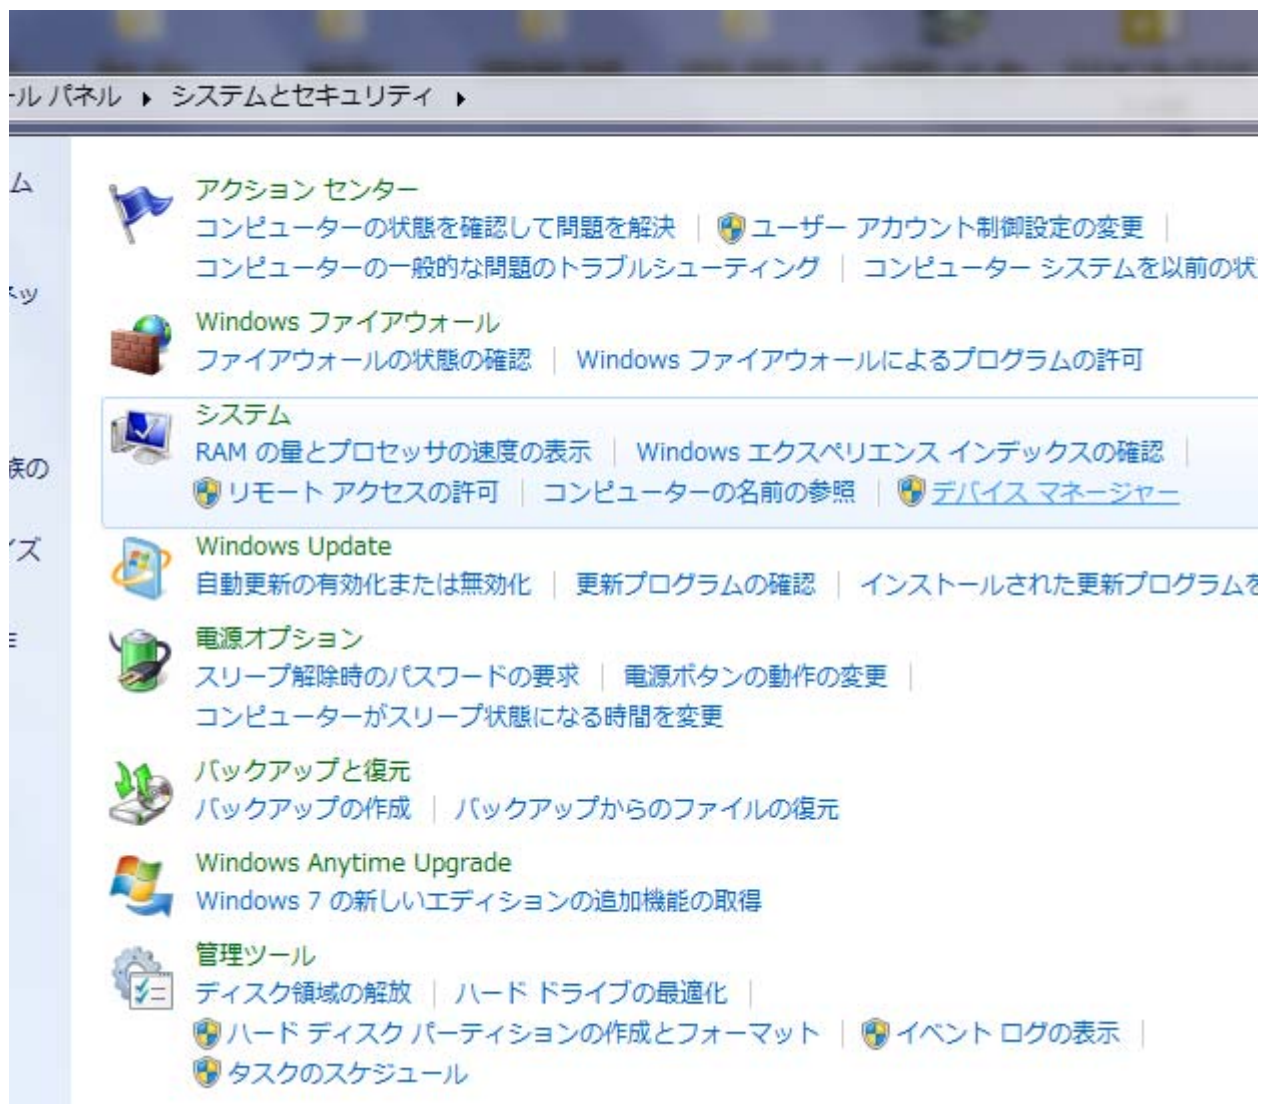 ール パネル ▸ システムとセキュリティ ▸
ム
アクション センター
コンピューターの状態を確認して問題を解決 | ユーザー アカウント制御設定の変更 |
コンピューターの一般的な問題のトラブルシューティング | コンピューター システムを以前の状
ネッ
Windows ファイアウォール
ファイアウォールの状態の確認 | Windows ファイアウォールによるプログラムの許可
システム
RAM の量とプロセッサの速度の表示 | Windows エクスペリエンス インデックスの確認 |
族の
リモート アクセスの許可 | コンピューターの名前の参照 | デバイス マネージャー
イズ
Windows Update
自動更新の有効化または無効化 | 更新プログラムの確認 | インストールされた更新プログラムを
電源オプション
スリープ解除時のパスワードの要求 | 電源ボタンの動作の変更 |
コンピューターがスリープ状態になる時間を変更
バックアップと復元
バックアップの作成 | バックアップからのファイルの復元
Windows Anytime Upgrade
Windows 7 の新しいエディションの追加機能の取得
管理ツール
ディスク領域の解放 | ハード ドライブの最適化 |
ハード ディスク パーティションの作成とフォーマット | イベント ログの表示 |
タスクのスケジュール